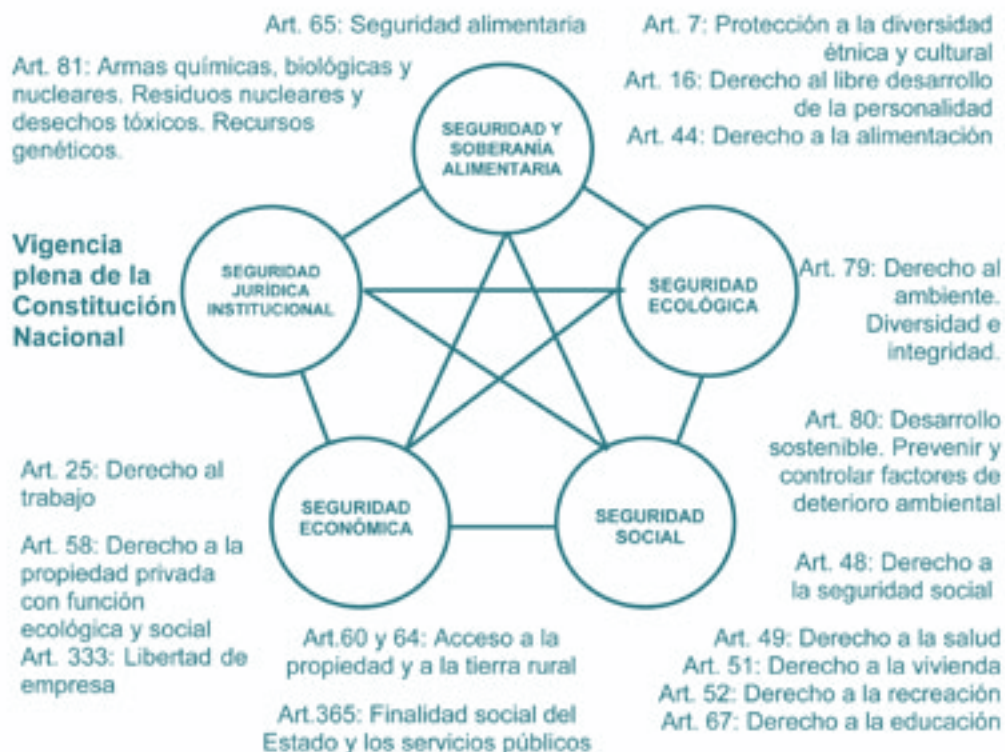 Art. 65: Seguridad alimentaria
Art. 7: Protección a la diversidad
étnica y cultural
Art. 16: Derecho al libre desarrollo
de la personalidad
Art. 44: Derecho a la alimentación
Art. 81: Armas químicas, biológicas y
nucleares. Residuos nucleares y
desechos tóxicos. Recursos
genéticos.
SEGURIDAD Y
SOBERANÍA
ALIMENTARIA
Vigencia
plena de la
Constitución
Nacional
SEGURIDAD
JURÍDICA
INSTITUCIONAL
SEGURIDAD
ECOLÓGICA
Art. 79: Derecho al
ambiente.
Diversidad e
integridad.
Art. 80: Desarrollo
sostenible. Prevenir y
controlar factores de
deterioro ambiental
Art. 25: Derecho al
trabajo
SEGURIDAD
ECONÓMICA
SEGURIDAD
SOCIAL
Art. 58: Derecho a la
propiedad privada
con función
ecológica y social
Art. 333: Libertad de
empresa
Art. 48: Derecho a
la seguridad social
Art.60 y 64: Acceso a la
propiedad y a la tierra rural
Art.365: Finalidad social del
Estado y los servicios públicos
Art. 49: Derecho a la salud
Art. 51: Derecho a la vivienda
Art. 52: Derecho a la recreación
Art. 67: Derecho a la educación